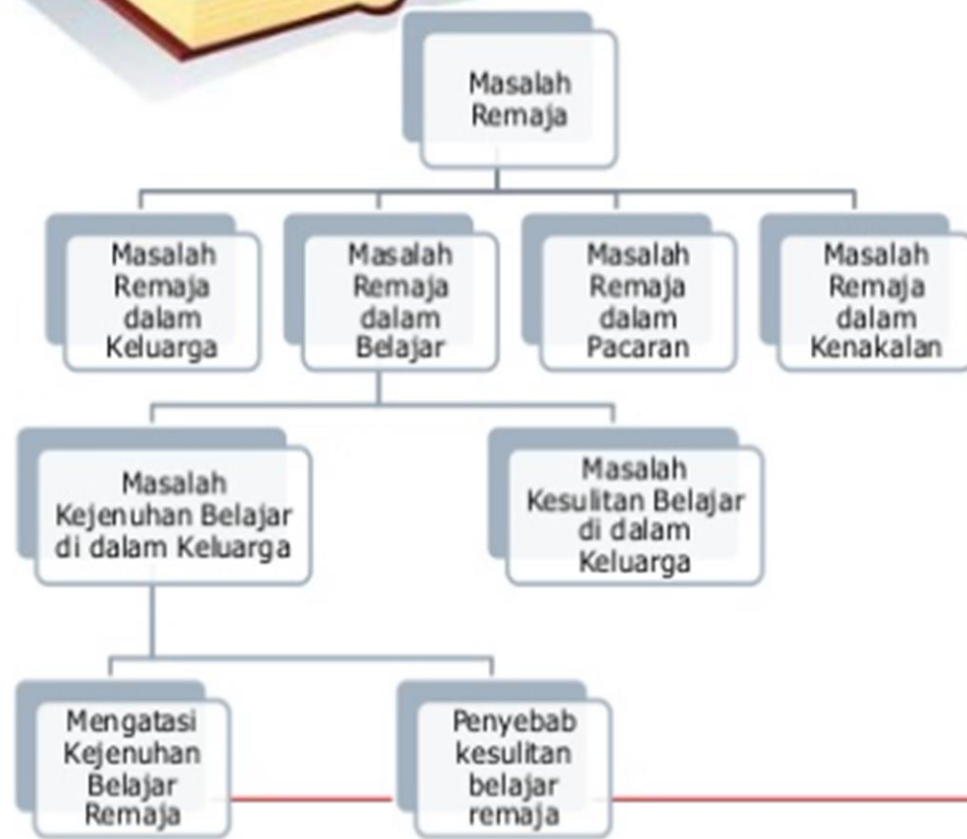 Masalah
Remaja
Masalah
Remaja
dalam
Keluarga
Masalah
Remaja
dalam
Belajar
Masalah
Remaja
dalam
Pacaran
Masalah
Remaja
dalam
Kenakalan
Masalah
Kejenuhan Belajar
di dalam Keluarga
Masalah
Kesulitan Belajar
di dalam
Keluarga
Mengatasi
Kejenuhan
Belajar
Remaja
Penyebab
kesulitan
belajar
remaja